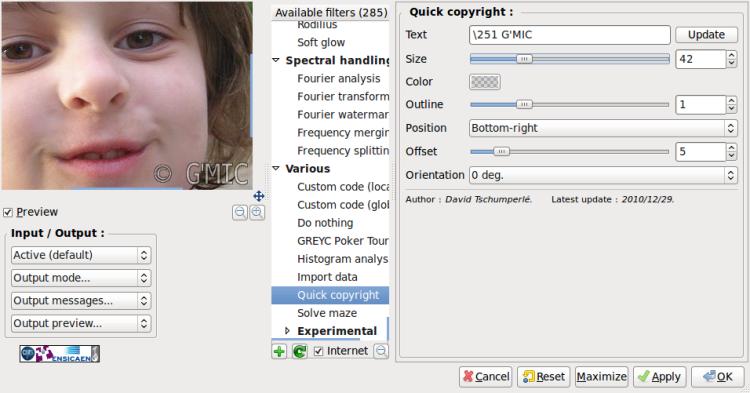 © G'MIC
Preview
Input / Output :
Active (default)
Output mode...
Output messages...
Output preview...
ENSICAEN
Available filters (285)
Rodilius
Soft glow
Spectral handling
Fourier analysis
Fourier transform
Fourier watermar
Frequency mergin
Frequency splittin
Various
Custom code (loca
Custom code (glob
Do nothing
GREYC Poker Tour
Histogram analys
Import data
Quick copyright
Solve maze
Experimental
Internet
Quick copyright :
Text \251 G'MIC Update
Size 42
Color
Outline 1
Position Bottom-right
Offset 5
Orientation 0 deg.
Author : David Tschumperlé. Latest update : 2010/12/29.
Cancel Reset Maximize Apply OK